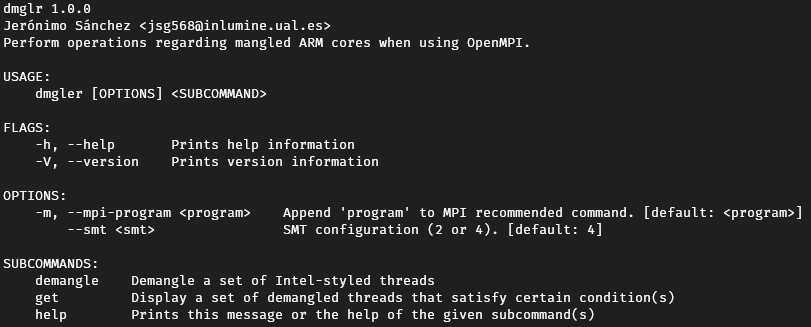 dmglr 1.0.0
Jerónimo Sánchez <jsg568@inlumine.ual.es>
Perform operations regarding mangled ARM cores when using OpenMPI.

USAGE:
    dmgler [OPTIONS] <SUBCOMMAND>

FLAGS:
    -h, --help       Prints help information
    -V, --version    Prints version information

OPTIONS:
    -m, --mpi-program <program>    Append 'program' to MPI recommended command. [default: <program>]
        --smt <smt>                SMT configuration (2 or 4). [default: 4]

SUBCOMMANDS:
    demangle    Demangle a set of Intel-styled threads
    get         Display a set of demangled threads that satisfy certain condition(s)
    help        Prints this message or the help of the given subcommand(s)